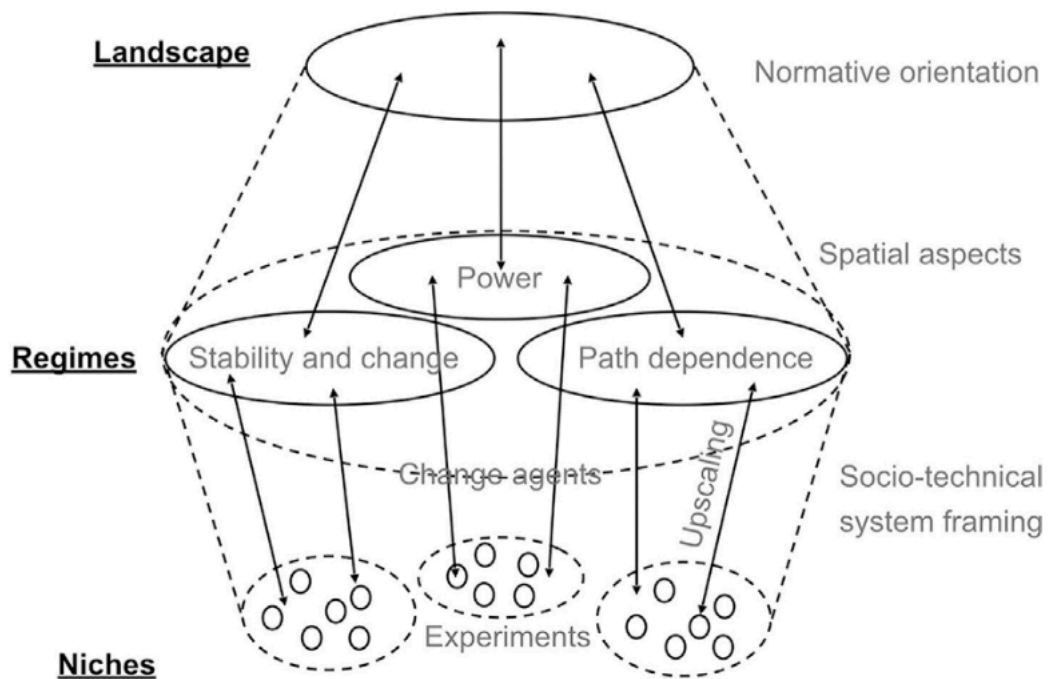 Landscape
Normative orientation
Spatial aspects
Power
Regimes
Stability and change
Path dependence
Change agents
Upscaling
Socio-technical
system framing
Experiments
Niches